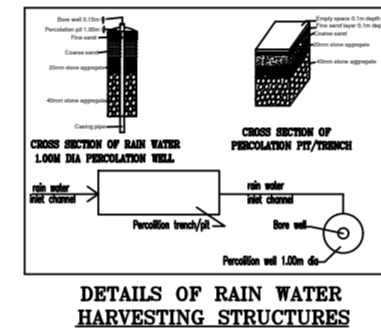 Bore well 0.15m
Percolation pit 1.00m
Fine sand
Coarse sand
20mm stone aggregate
40mm stone aggregate
Casing pipe
CROSS SECTION OF RAIN WATER
1.00M DIA PERCOLATION WELL
Empty space 0.1m depth
Fine sand layer 0.1m dep
Coarse sand
20mm stone aggregate
40mm stone aggregate
CROSS SECTION OF
PERCOLATION PIT/TRENCH
rain water
inlet channel
Percolition trench/pit
rain water
inlet channel
Bore well
Percolition well 1.00m dia
DETAILS OF RAIN WATER
HARVESTING STRUCTURES